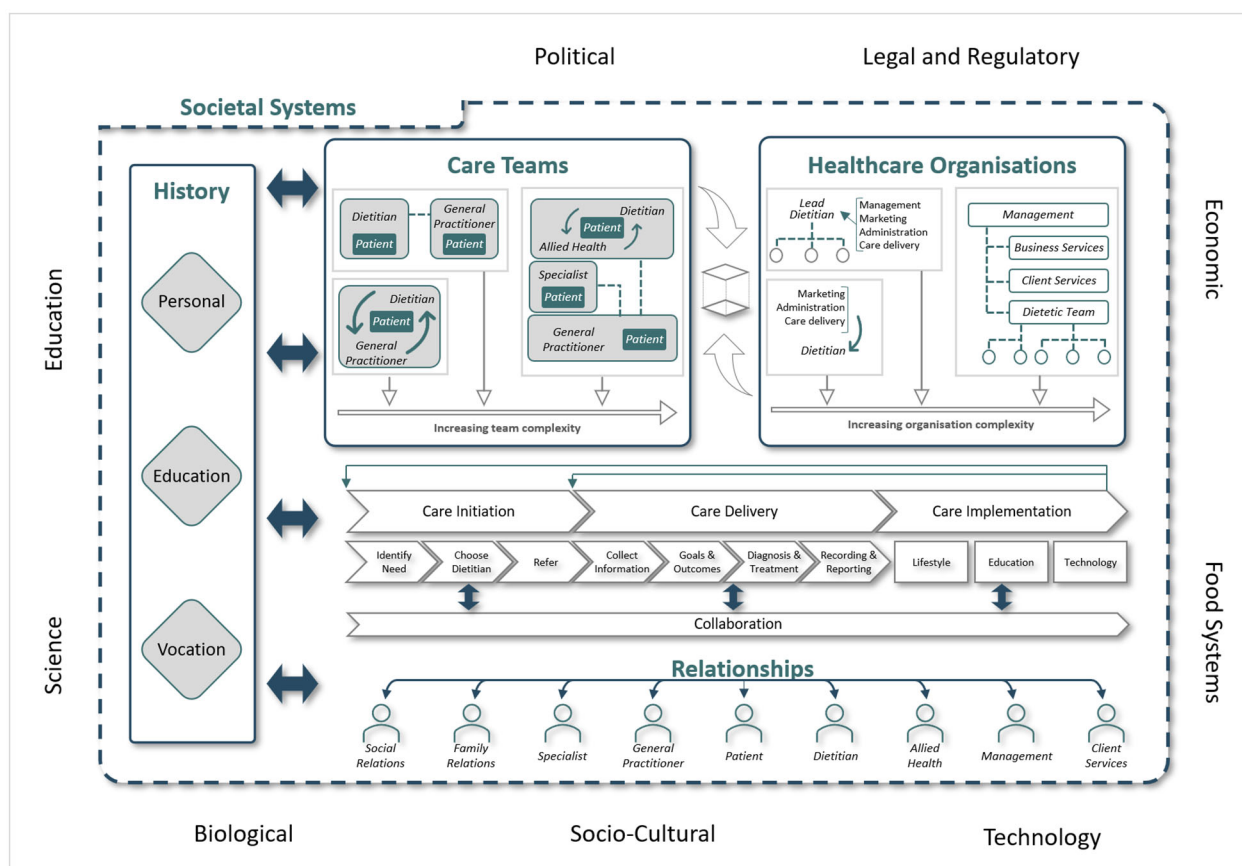 Political
Legal and Regulatory
Societal Systems
Education
Science
Economic
Food Systems
History
Personal
Education
Vocation
Care Teams
Dietitian
Patient
General
Practitioner
Patient
Dietitian
Patient
General
Practitioner
Dietitian
Patient
Allied Health
Specialist
Patient
General
Practitioner
Patient
Increasing team complexity
Healthcare Organisations
Lead
Dietitian
Management
Marketing
Administration
Care delivery
Marketing
Administration
Care delivery
Dietitian
Management
Business Services
Client Services
Dietetic Team
Increasing organisation complexity
Care Initiation
Care Delivery
Care Implementation
Identify
Need
Choose
Dietitian
Refer
Collect
Information
Goals &
Outcomes
Diagnosis &
Treatment
Recording &
Reporting
Lifestyle
Education
Technology
Collaboration
Relationships
Social
Relations
Family
Relations
Specialist
General
Practitioner
Patient
Dietitian
Allied
Health
Management
Client
Services
Biological
Socio-Cultural
Technology